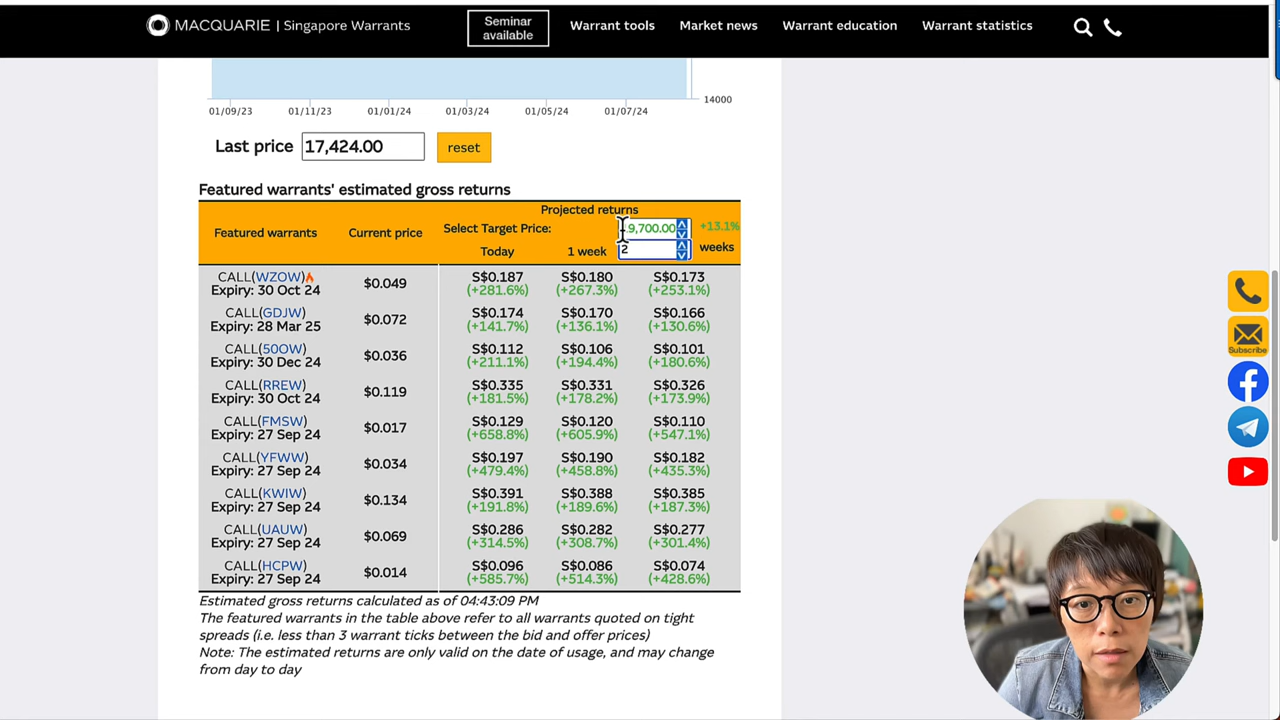 MACQUARIE | Singapore Warrants
Seminar available
Warrant tools
Market news
Warrant education
Warrant statistics
14000
01/09/23 01/11/23 01/01/24 01/03/24 01/05/24 01/07/24
Last price 17,424.00 reset
Featured warrants' estimated gross returns
Projected returns
Featured warrants Current price Select Target Price: 9,700.00 +13.1%
Today 1 week 2 weeks
CALL(WZOW) $0.049 S$0.187 S$0.180 S$0.173
Expiry: 30 Oct 24 (+281.6%) (+267.3%) (+253.1%)
CALL(GDJW) $0.072 S$0.174 S$0.170 S$0.166
Expiry: 28 Mar 25 (+141.7%) (+136.1%) (+130.6%)
CALL(50OW) $0.036 S$0.112 S$0.106 S$0.101
Expiry: 30 Dec 24 (+211.1%) (+194.4%) (+180.6%)
CALL(RREW) $0.119 S$0.335 S$0.331 S$0.326
Expiry: 30 Oct 24 (+181.5%) (+178.2%) (+173.9%)
CALL(FMSW) $0.017 S$0.129 S$0.120 S$0.110
Expiry: 27 Sep 24 (+658.8%) (+605.9%) (+547.1%)
CALL(YFWW) $0.034 S$0.197 S$0.190 S$0.182
Expiry: 27 Sep 24 (+479.4%) (+458.8%) (+435.3%)
CALL(KWIW) $0.134 S$0.391 S$0.388 S$0.385
Expiry: 27 Sep 24 (+191.8%) (+189.6%) (+187.3%)
CALL(UAUW) $0.069 S$0.286 S$0.282 S$0.277
Expiry: 27 Sep 24 (+314.5%) (+308.7%) (+301.4%)
CALL(HCPW) $0.014 S$0.096 S$0.086 S$0.074
Expiry: 27 Sep 24 (+585.7%) (+514.3%) (+428.6%)
Estimated gross returns calculated as of 04:43:09 PM
The featured warrants in the table above refer to all warrants quoted on tight
spreads (i.e. less than 3 warrant ticks between the bid and offer prices)
Note: The estimated returns are only valid on the date of usage, and may change
from day to day
Subscribe